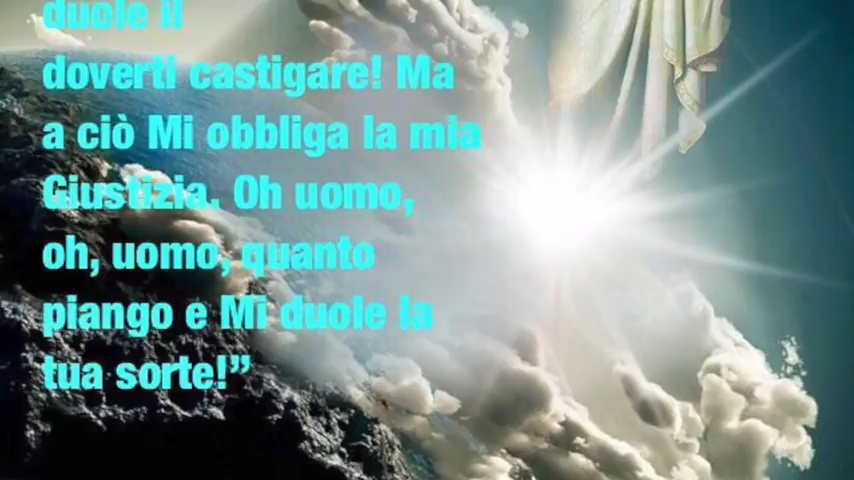 duole il
doverti castigare! Ma
a ciò Mi obbliga la mia
Giustizia. Oh uomo,
oh, uomo, quanto
piango e Mi duole la
tua sorte!”